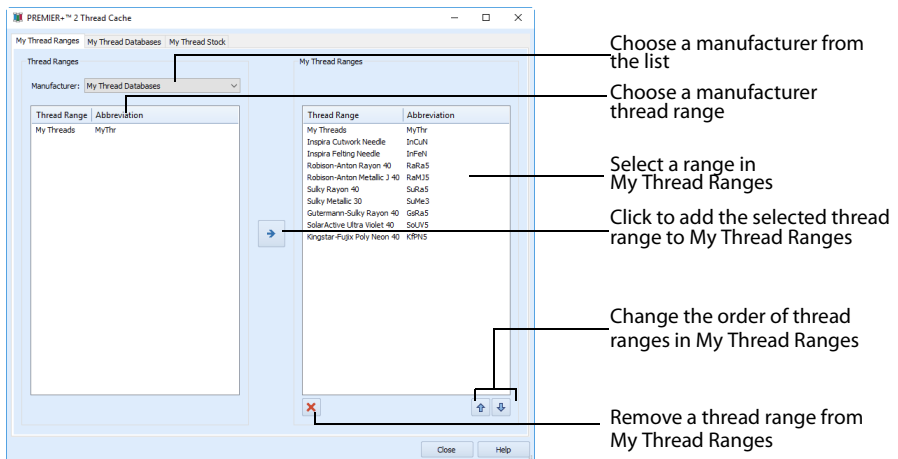 PREMIER+™ 2 Thread Cache
My Thread Ranges My Thread Databases My Thread Stock
Thread Ranges
Manufacturer: My Thread Databases
Thread Range Abbreviation
My Threads MyThr
My Thread Ranges
Thread Range Abbreviation
My Threads MyThr
Inspira Cutwork Needle InCuN
Inspira Felting Needle InFeN
Robison-Anton Rayon 40 RaRa5
Robison-Anton Metallic J 40 RaMJ5
Sulky Rayon 40 SuRa5
Sulky Metallic 30 SuMe3
Gutermann-Sulky Rayon 40 GsRa5
SolarActive Ultra Violet 40 SoUV5
Kingstar-Fujix Poly Neon 40 KfPN5
Close Help
Choose a manufacturer from
the list
Choose a manufacturer
thread range
Select a range in
My Thread Ranges
Click to add the selected thread
range to My Thread Ranges
Change the order of thread
ranges in My Thread Ranges
Remove a thread range from
My Thread Ranges